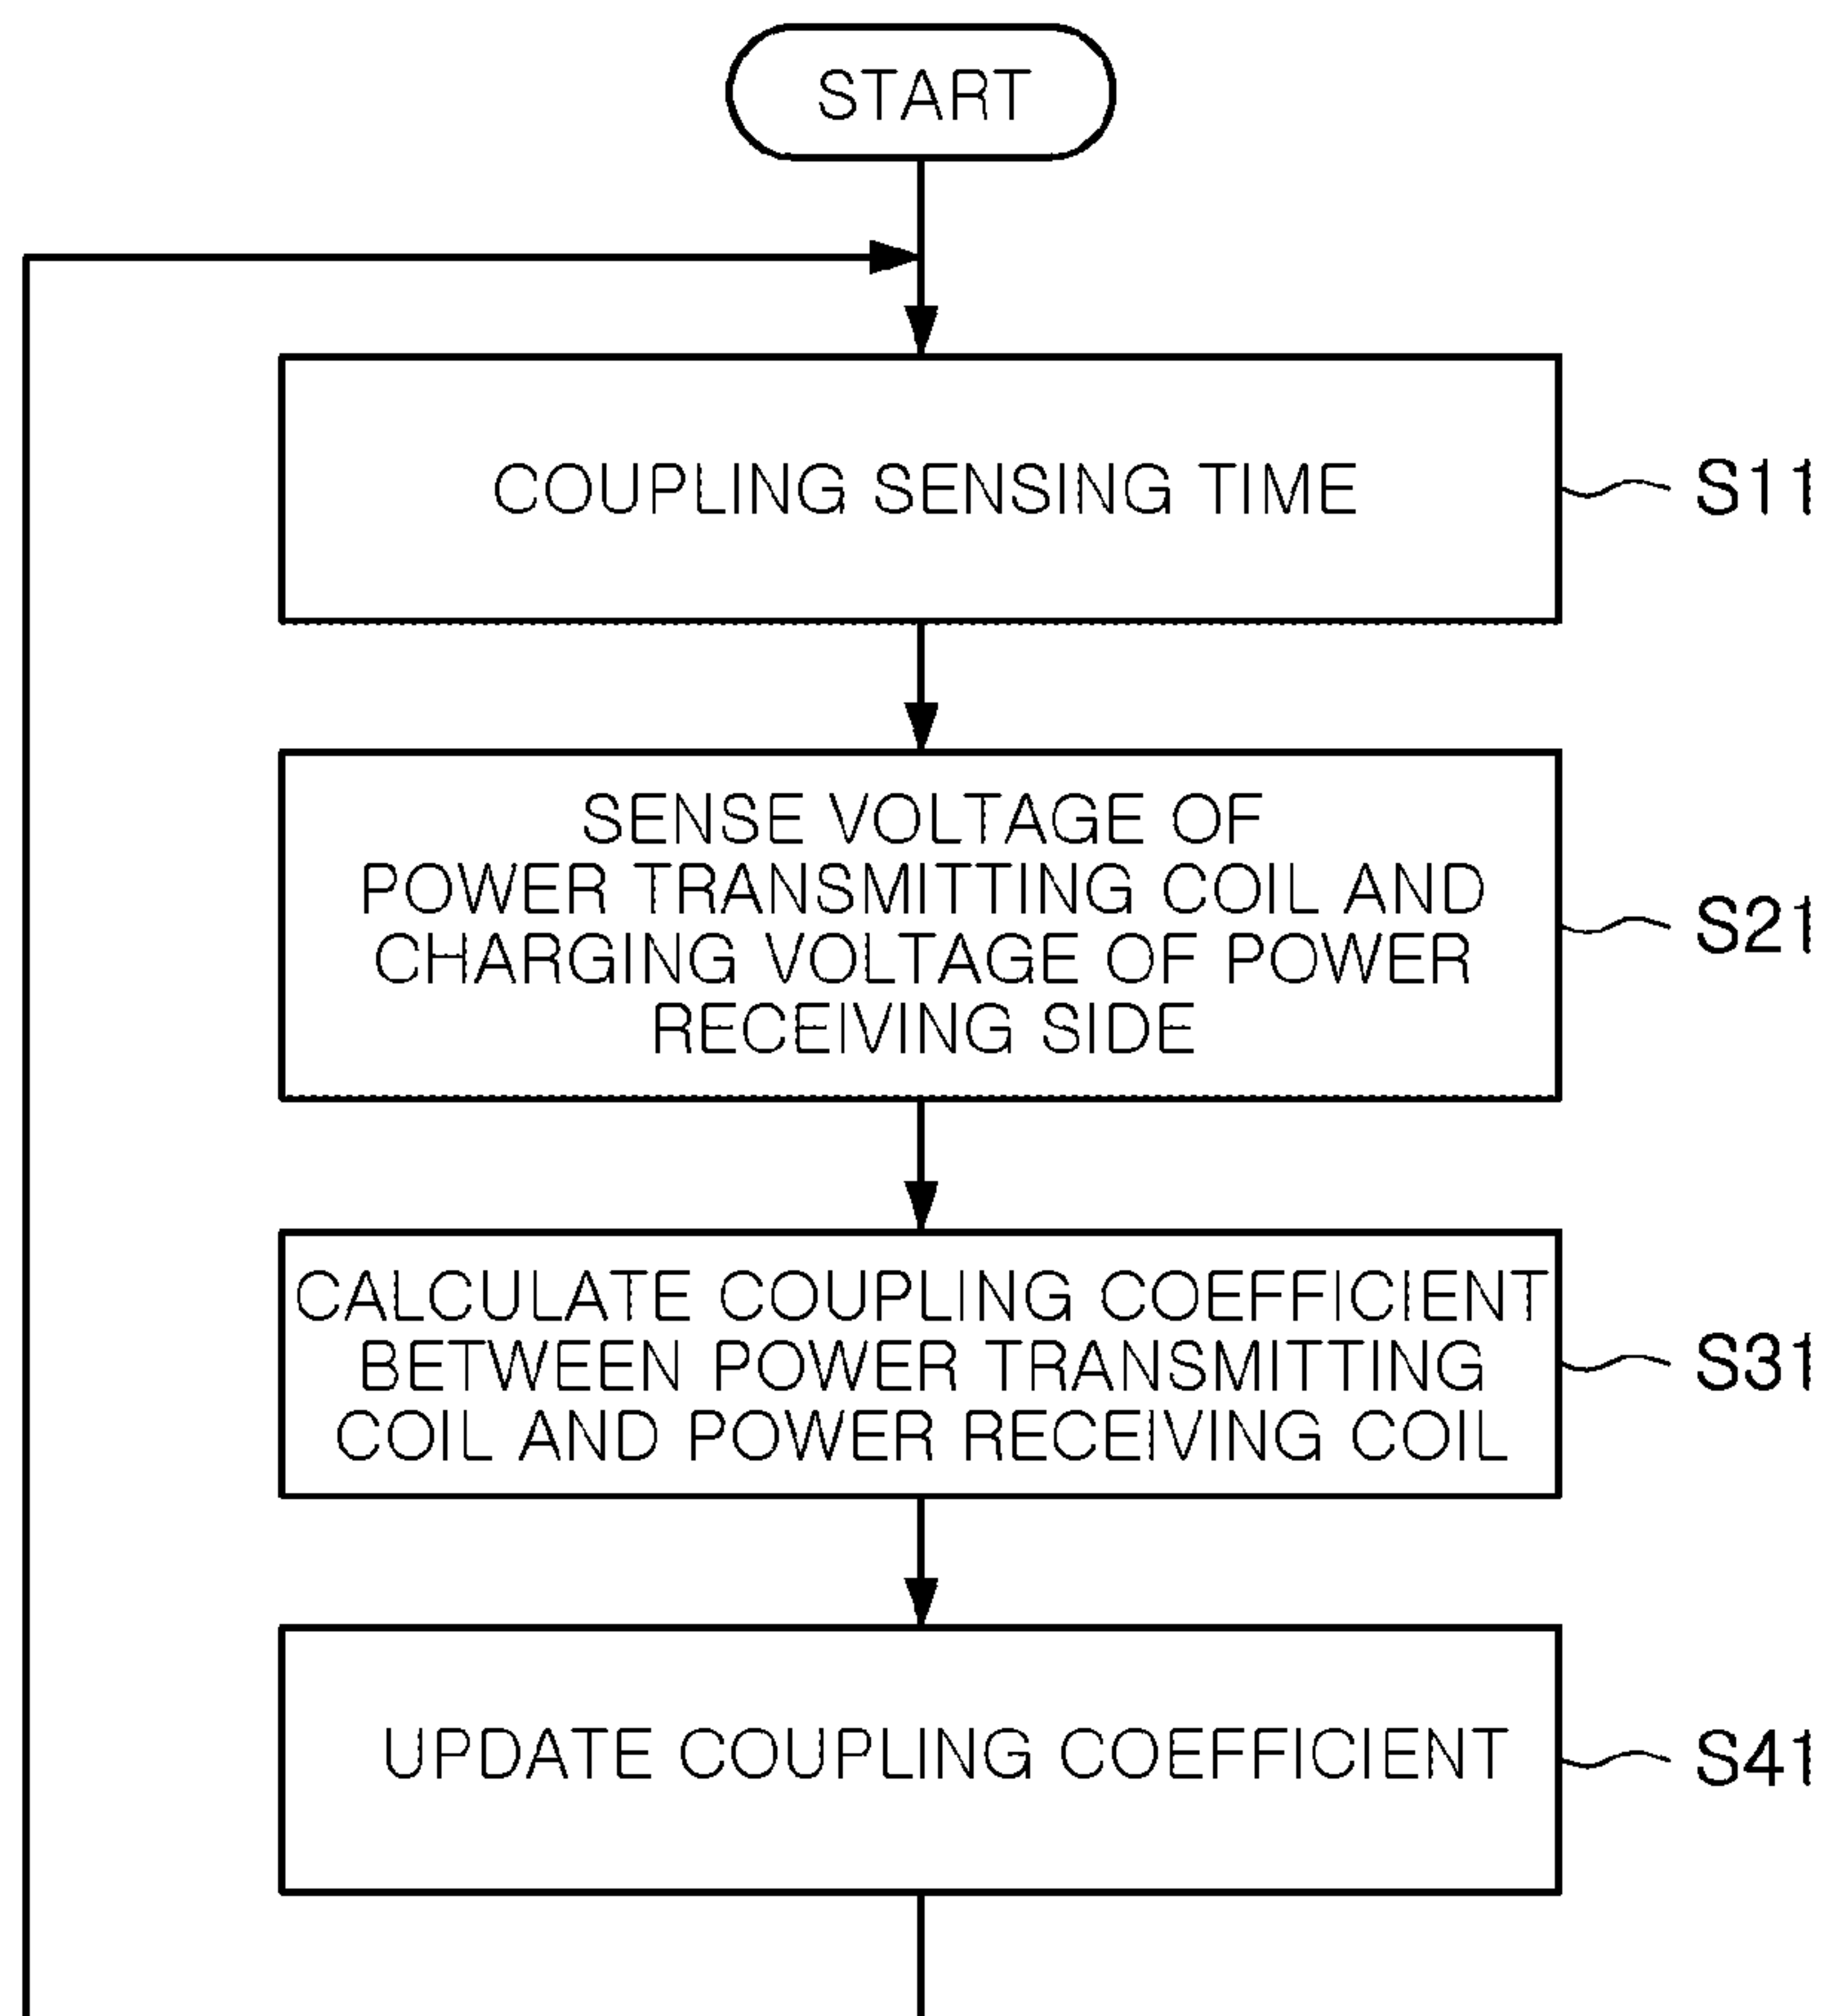 START
COUPLING SENSING TIME
S11
SENSE VOLTAGE OF
POWER TRANSMITTING COIL AND
CHARGING VOLTAGE OF POWER
RECEIVING SIDE
S21
CALCULATE COUPLING COEFFICIENT
BETWEEN POWER TRANSMITTING
COIL AND POWER RECEIVING COIL
S31
UPDATE COUPLING COEFFICIENT
S41